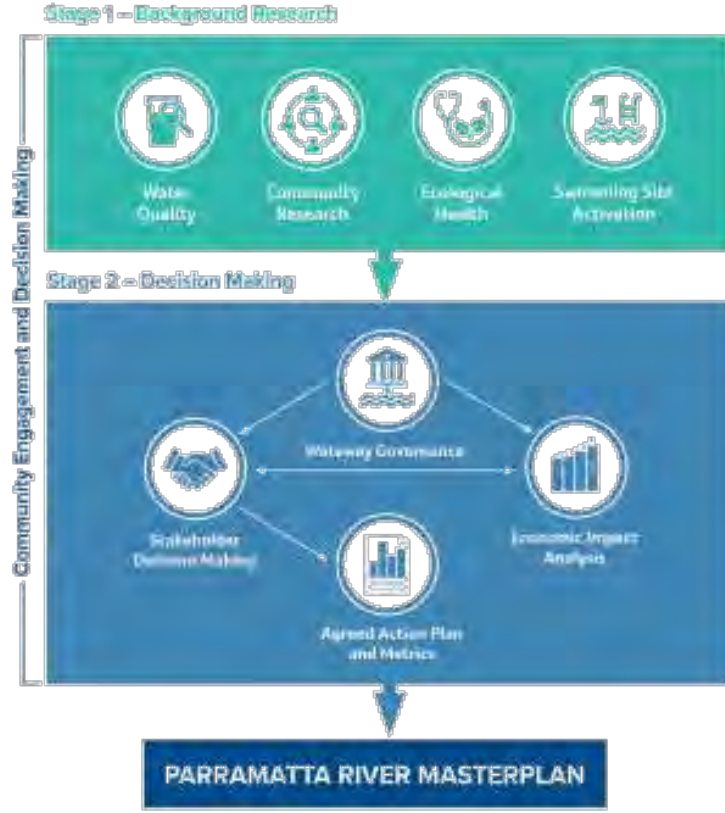 Stage 1 – Background Research
Community Engagement and Decision Making
Water
Quality
Community
Research
Ecological
Health
Swimming Site
Activation
Stage 2 – Decision Making
Waterway Governance
Stakeholder
Decision Making
Economic Impact
Analysis
Agreed Action Plan
and Metrics
PARRAMATTA RIVER MASTERPLAN